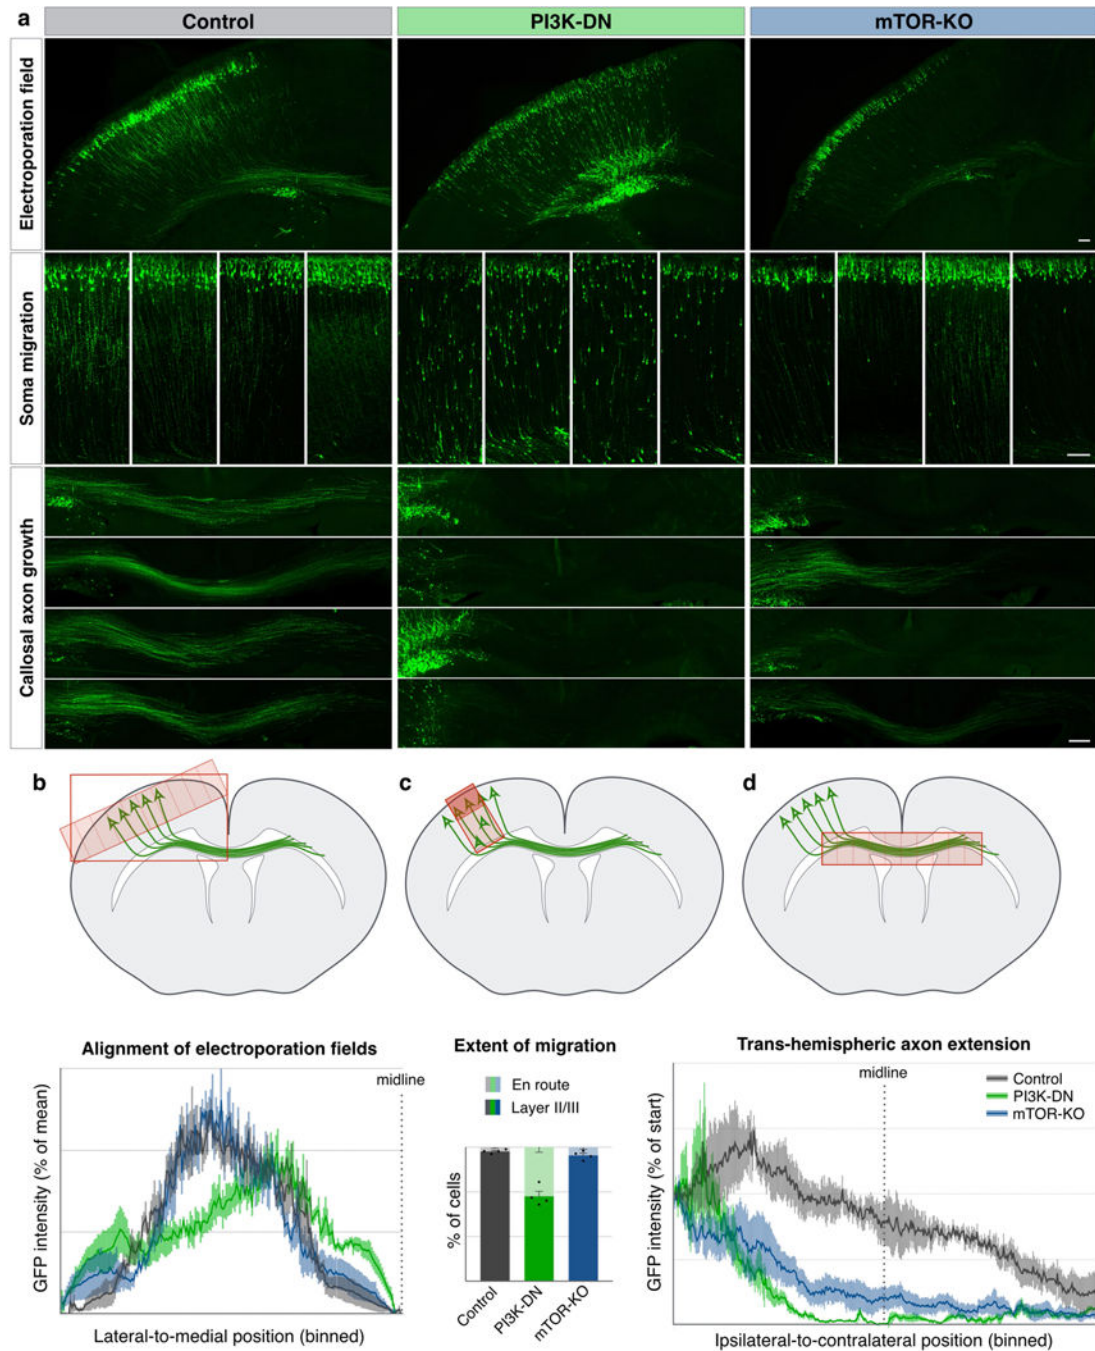 a
Control
PI3K-DN
mTOR-KO
Electroporation field
Soma migration
Callosal axon growth
b
c
d
Alignment of electroporation fields
midline
GFP intensity (% of mean)
Lateral-to-medial position (binned)
Extent of migration
En route
Layer II/III
% of cells
Control
PI3K-DN
mTOR-KO
Trans-hemispheric axon extension
midline
Control
PI3K-DN
mTOR-KO
GFP intensity (% of start)
Ipsilateral-to-contralateral position (binned)